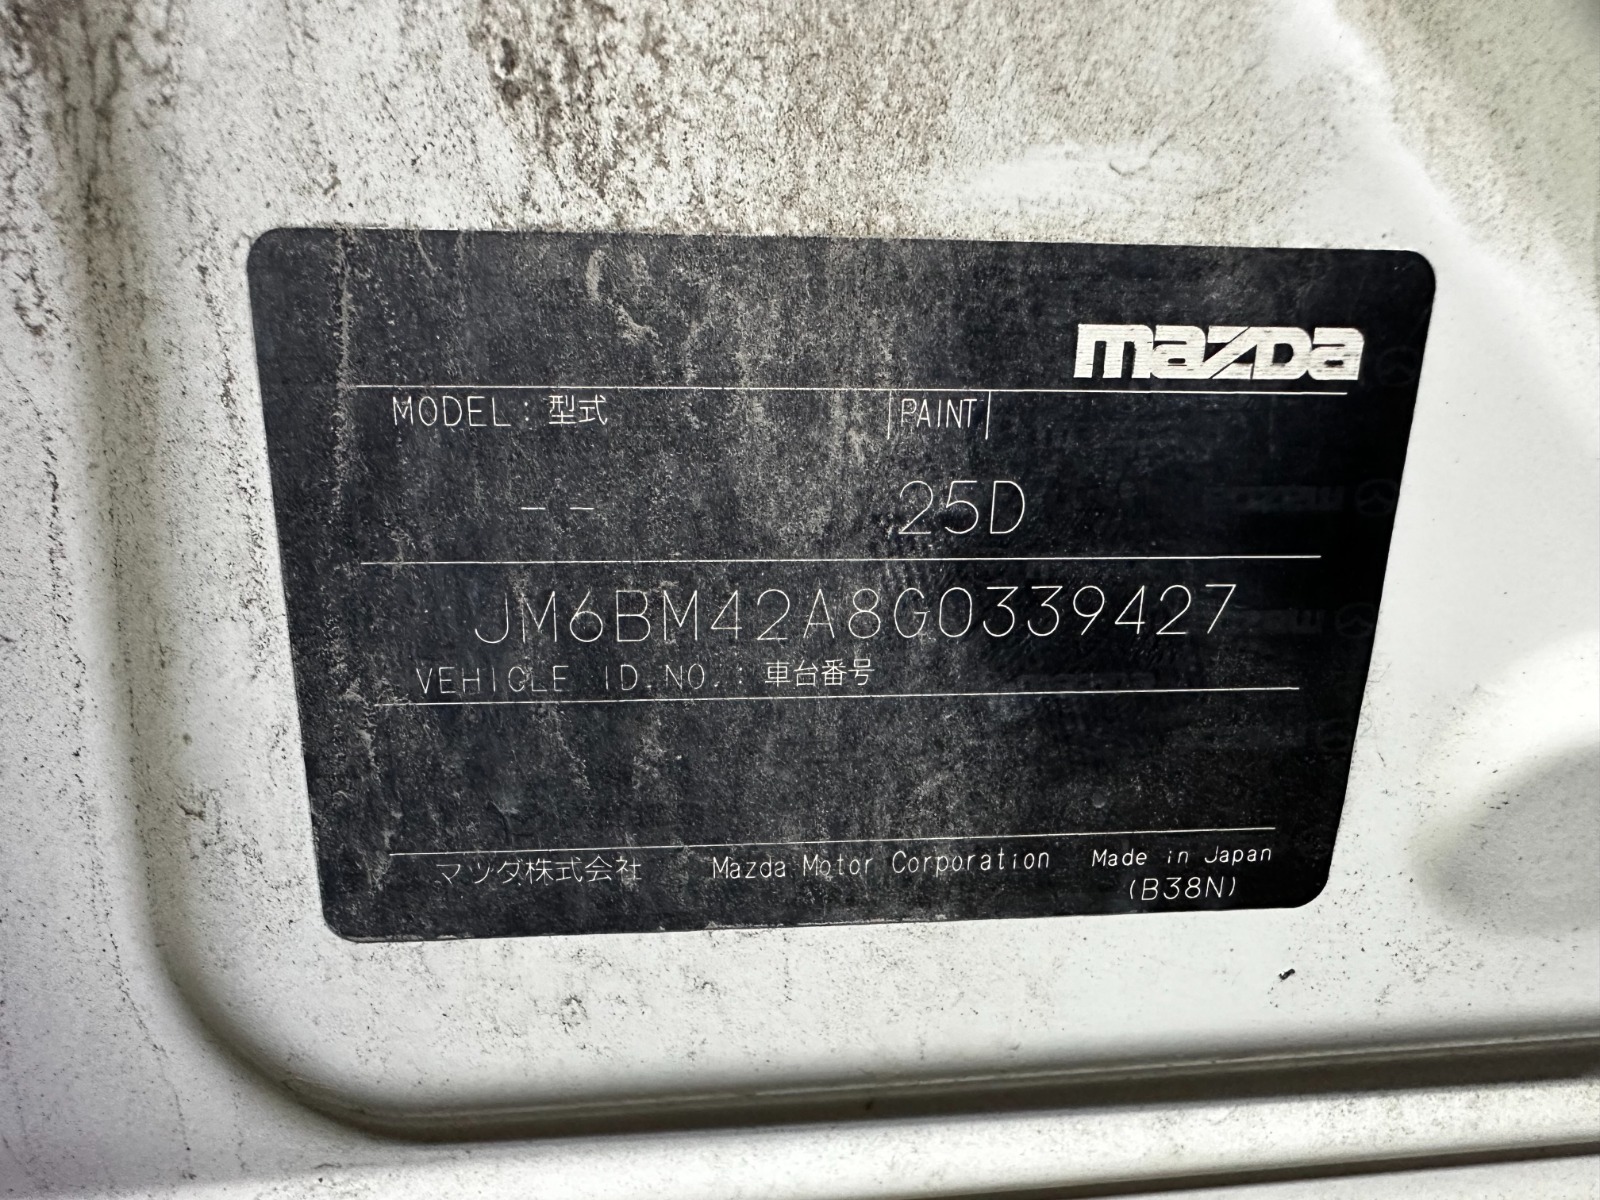 mazda
MODEL : 型式 PAINT
-- 25D
JM6BM42A8G0339427
VEHICLE ID.NO. : 車台番号
マツダ株式会社 Mazda Motor Corporation Made in Japan
(B38N)